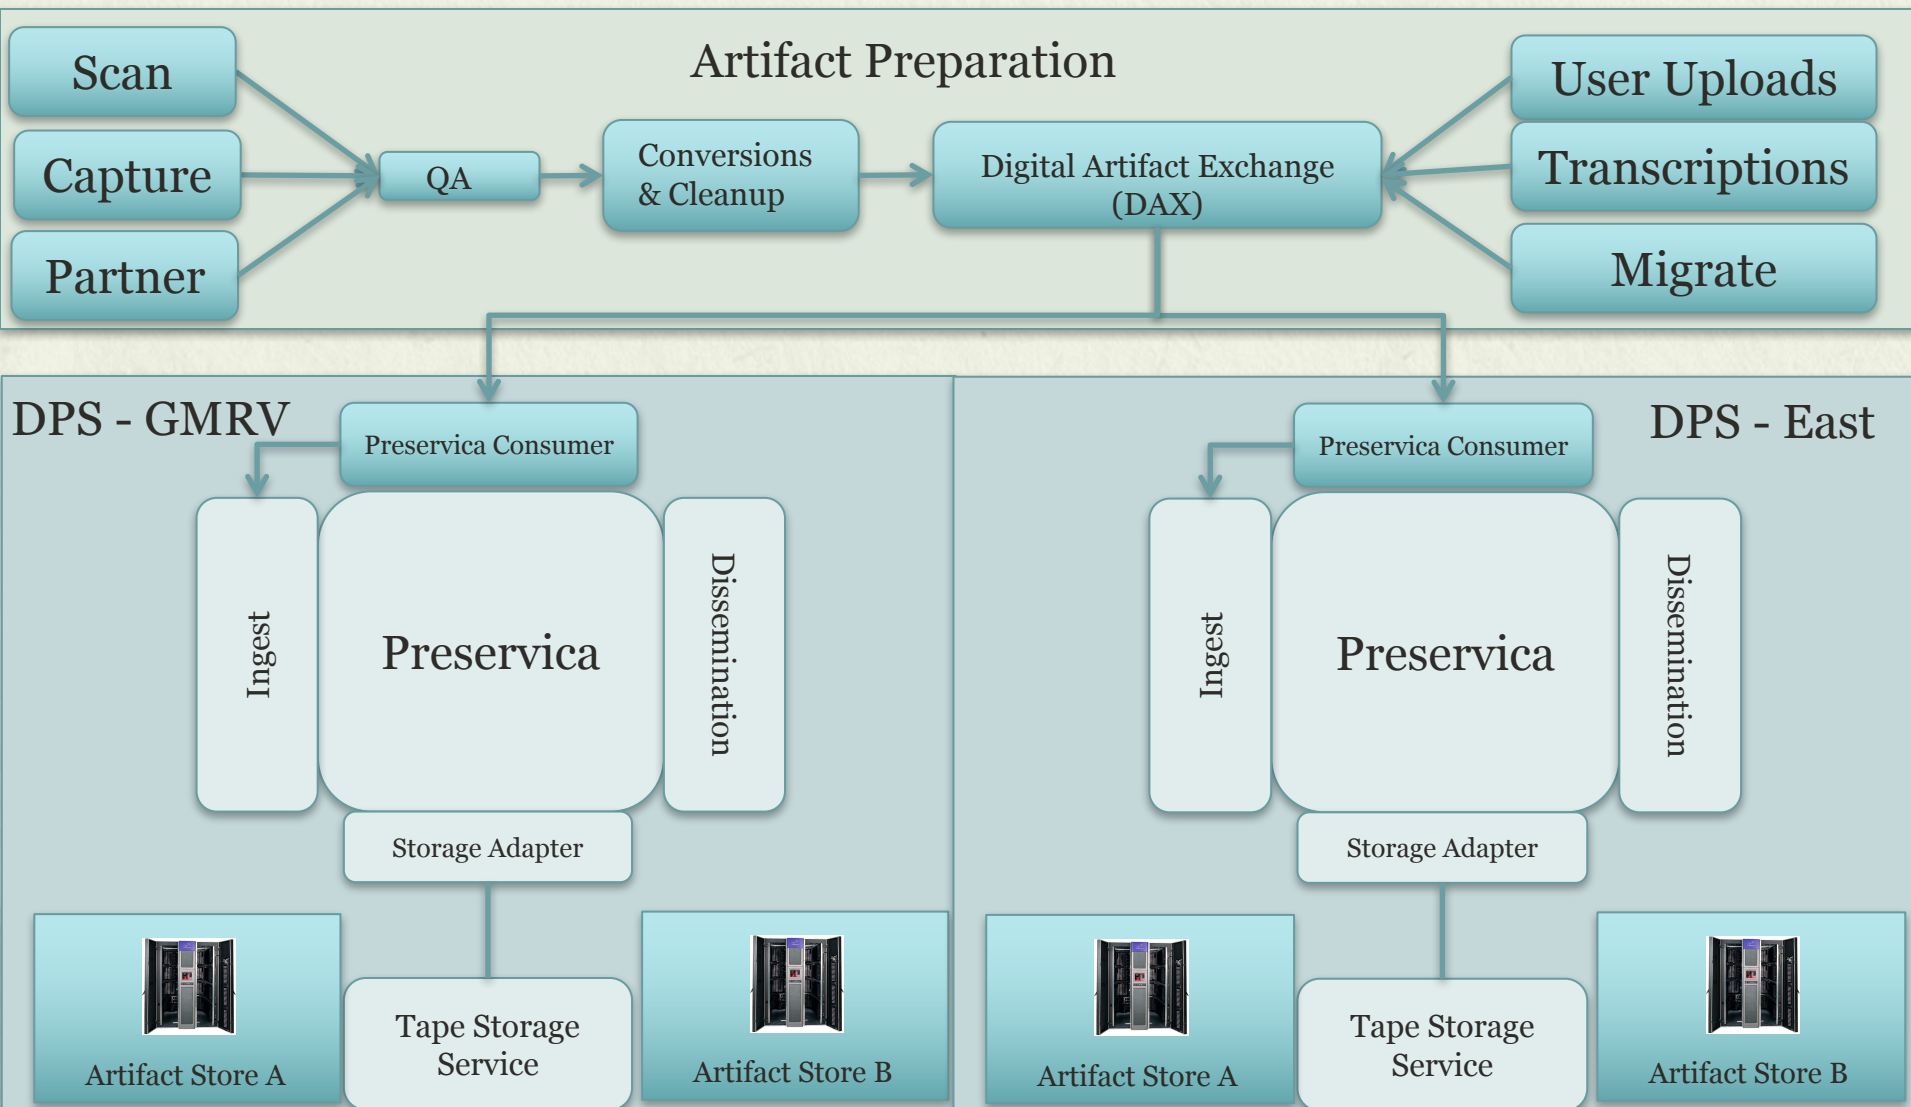 Artifact Preparation
Scan
Capture
Partner
QA
Conversions
& Cleanup
Digital Artifact Exchange
(DAX)
User Uploads
Transcriptions
Migrate
DPS - GMRV
Preservica Consumer
Ingest
Preservica
Dissemination
Storage Adapter
Artifact Store A
Tape Storage
Service
Artifact Store B
DPS - East
Preservica Consumer
Ingest
Preservica
Dissemination
Storage Adapter
Artifact Store A
Tape Storage
Service
Artifact Store B